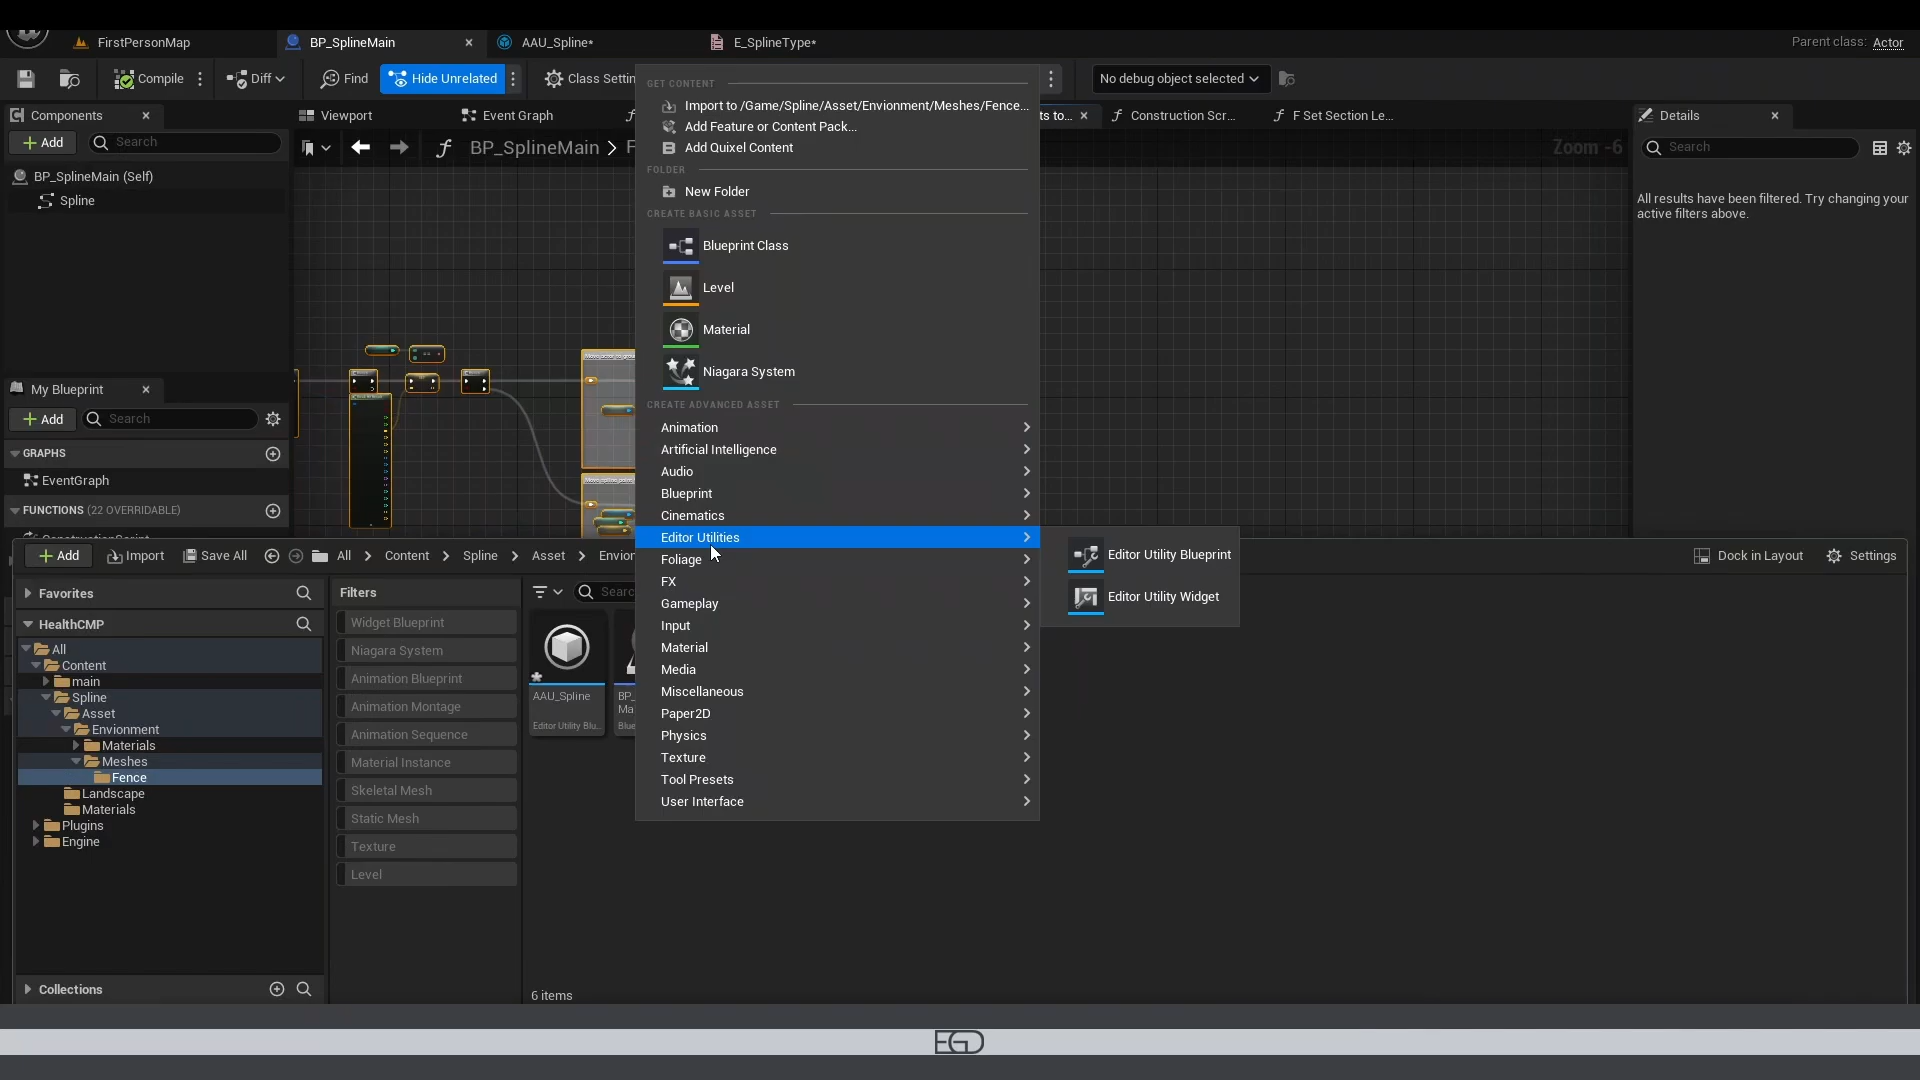 FirstPersonMap
BP_SplineMain
AAU_Spline*
E_SplineType*
Parent class: Actor
Compile
Diff
Find
Hide Unrelated
Class Settin
No debug object selected
Components
Add
Search
BP_SplineMain (Self)
Spline
Viewport
Event Graph
ts to...
Construction Scr...
F Set Section Le...
BP_SplineMain > F
Zoom -6
Details
Search
All results have been filtered. Try changing your
active filters above.
My Blueprint
Add
Search
GRAPHS
EventGraph
FUNCTIONS (22 OVERRIDABLE)
ConstructionScript
GET CONTENT
Import to /Game/Spline/Asset/Envionment/Meshes/Fence...
Add Feature or Content Pack...
Add Quixel Content
FOLDER
New Folder
CREATE BASIC ASSET
Blueprint Class
Level
Material
Niagara System
CREATE ADVANCED ASSET
Animation
Artificial Intelligence
Audio
Blueprint
Cinematics
Editor Utilities
Foliage
FX
Gameplay
Input
Material
Media
Miscellaneous
Paper2D
Physics
Texture
Tool Presets
User Interface
Editor Utility Blueprint
Editor Utility Widget
Add
Import
Save All
All > Content > Spline > Asset > Envior
Dock in Layout
Settings
Favorites
HealthCMP
All
Content
main
Spline
Asset
Envionment
Materials
Meshes
Fence
Landscape
Materials
Plugins
Engine
Collections
Filters
Widget Blueprint
Niagara System
Animation Blueprint
Animation Montage
Animation Sequence
Material Instance
Skeletal Mesh
Static Mesh
Texture
Level
Searc
AAU_Spline
Editor Utility Blu...
BP_
Ma
Blue
6 items
EGD